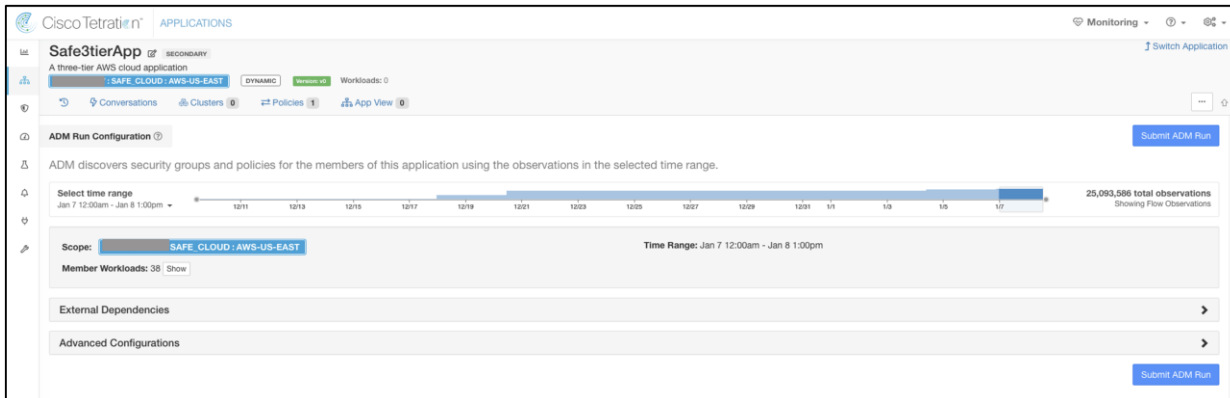 Cisco Tetration APPLICATIONS Monitoring
Safe3tierApp SECONDARY Switch Application
A three-tier AWS cloud application
: SAFE_CLOUD : AWS-US-EAST DYNAMIC Version: v0 Workloads: 0
Conversations Clusters 0 Policies 1 App View 0 ...
ADM Run Configuration Submit ADM Run
ADM discovers security groups and policies for the members of this application using the observations in the selected time range.
Select time range 25,093,586 total observations
Jan 7 12:00am - Jan 8 1:00pm Showing Flow Observations
12/11 12/13 12/15 12/17 12/19 12/21 12/23 12/25 12/27 12/29 12/31 1/1 1/3 1/5 1/7
Scope: SAFE_CLOUD : AWS-US-EAST Time Range: Jan 7 12:00am - Jan 8 1:00pm
Member Workloads: 38 Show
External Dependencies
Advanced Configurations
Submit ADM Run